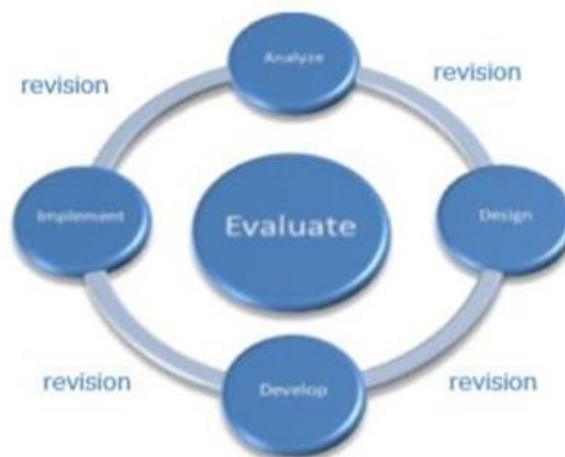 Analyze
revision
revision
Implement
Evaluate
Design
revision
Develop
revision